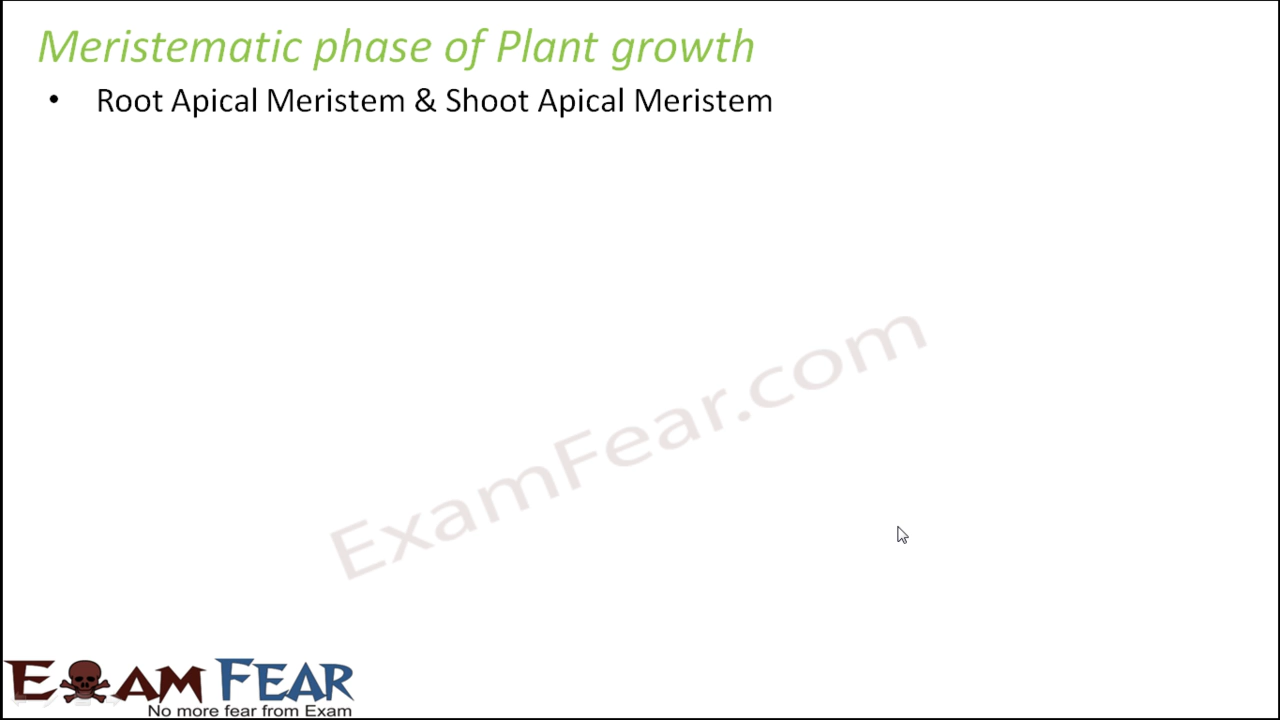 Meristematic phase of Plant growth
• Root Apical Meristem & Shoot Apical Meristem
ExamFear.com
EXAM FEAR
No more fear from Exam